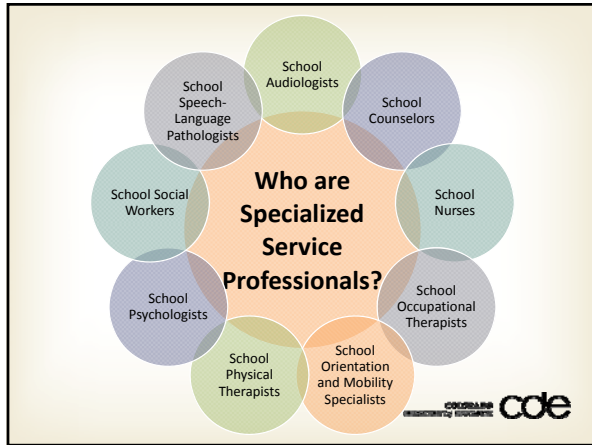 School
Audiologists
School
Counselors
School
Nurses
School
Occupational
Therapists
School
Orientation
and Mobility
Specialists
School
Physical
Therapists
School
Psychologists
School Social
Workers
School
Speech-
Language
Pathologists
Who are
Specialized
Service
Professionals?
COLORADO
cde